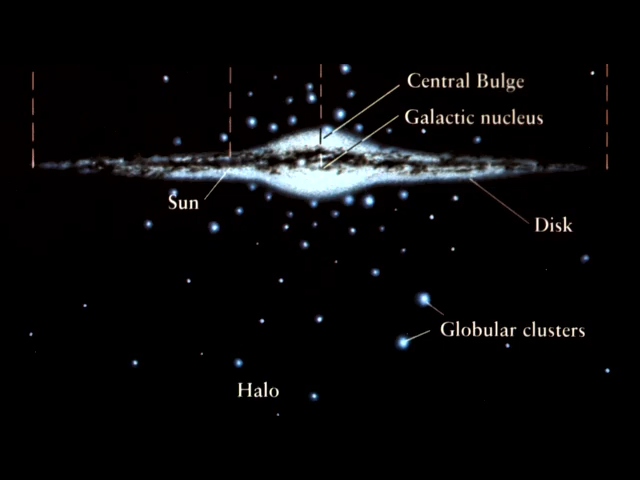 Central Bulge
Galactic nucleus
Sun
Disk
Globular clusters
Halo